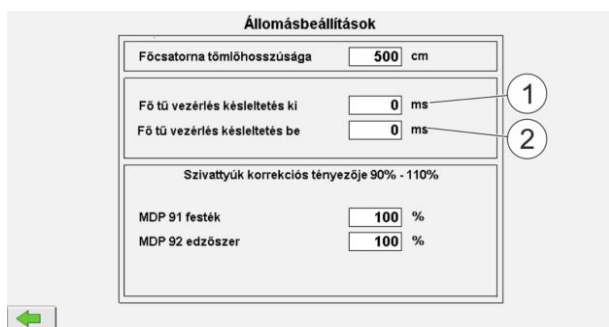 Állomásbeállítások
Főcsatorna tömlőhosszúsága 500 cm
Fő tű vezérlés késleltetés ki 0 ms 1
Fő tű vezérlés késleltetés be 0 ms 2
Szivattyúk korrekciós tényezője 90% - 110%
MDP 91 festék 100 %
MDP 92 edzőszer 100 %